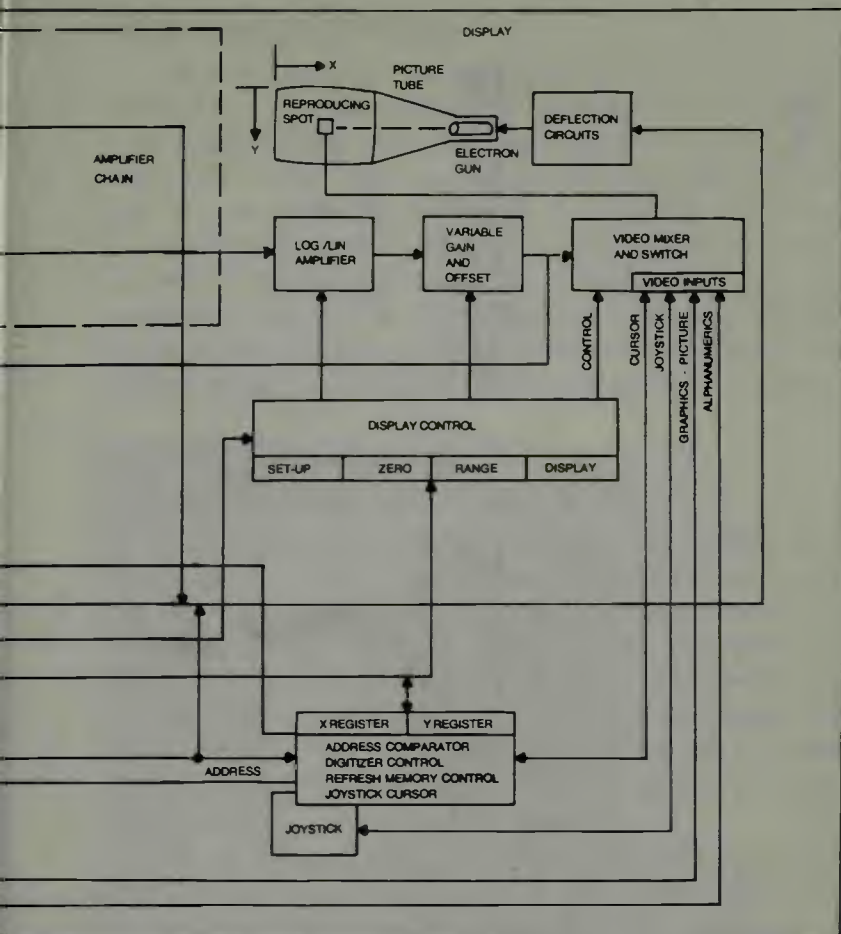 DISPLAY
X
PICTURE
TUBE
REPRODUCING
SPOT
Y
ELECTRON
GUN
DEFLECTION
CIRCUITS
AMPLIFIER
CHAIN
LOG/LIN
AMPLIFIER
VARIABLE
GAIN
AND
OFFSET
VIDEO MIXER
AND SWITCH
VIDEO INPUTS
CONTROL
CURSOR
JOYSTICK
GRAPHICS - PICTURE
ALPHANUMERICS
DISPLAY CONTROL
SET-UP
ZERO
RANGE
DISPLAY
X REGISTER
Y REGISTER
ADDRESS COMPARATOR
DIGITIZER CONTROL
REFRESH MEMORY CONTROL
JOYSTICK CURSOR
ADDRESS
JOYSTICK